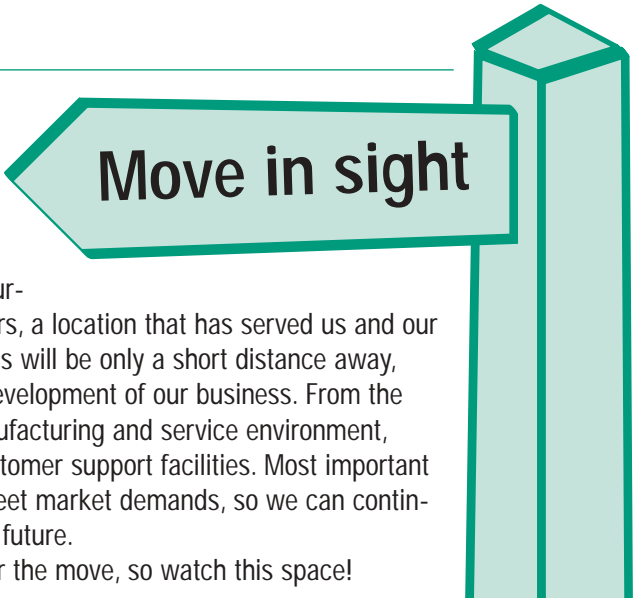 Move in sight
rs, a location that has served us and our
s will be only a short distance away,
evelopment of our business. From the
ufacturing and service environment,
tomer support facilities. Most important
eet market demands, so we can contin-
future.
r the move, so watch this space!